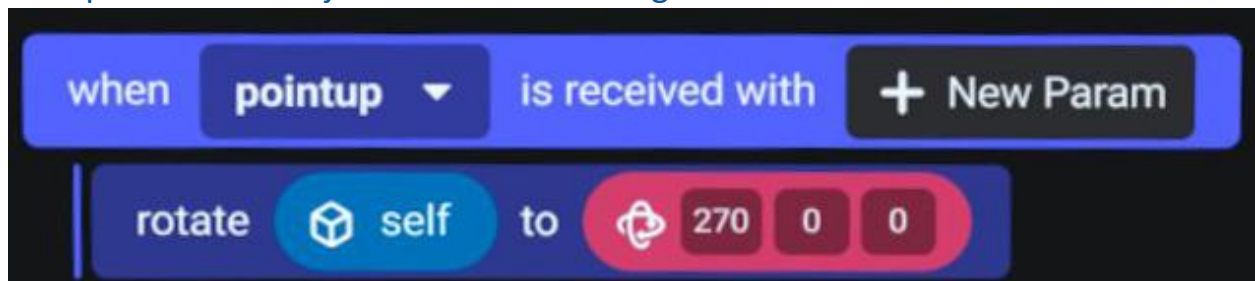 when pointup is received with + New Param
rotate self to 270 0 0